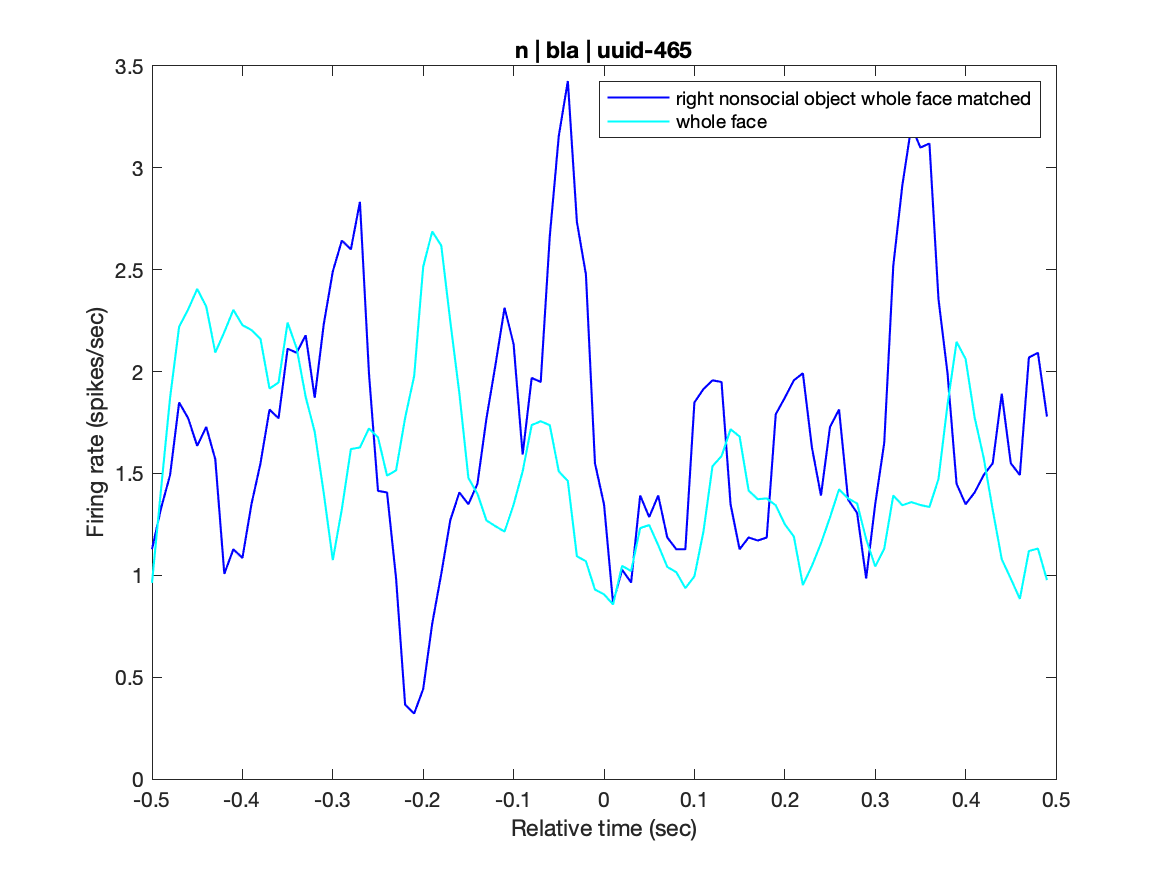 n | bla | uuid-465
right nonsocial object whole face matched
whole face
3.5
3
2.5
2
1.5
1
0.5
0
Firing rate (spikes/sec)
-0.5 -0.4 -0.3 -0.2 -0.1 0 0.1 0.2 0.3 0.4 0.5
Relative time (sec)